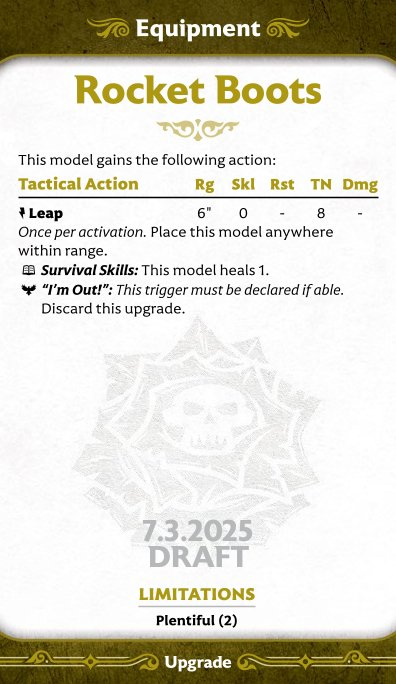 Equipment
Rocket Boots
This model gains the following action:
Tactical Action Rg Skl Rst TN Dmg
Leap 6" 0 - 8 -
Once per activation. Place this model anywhere
within range.
Survival Skills: This model heals 1.
“I’m Out!”: This trigger must be declared if able.
Discard this upgrade.
7.3.2025
DRAFT
LIMITATIONS
Plentiful (2)
Upgrade